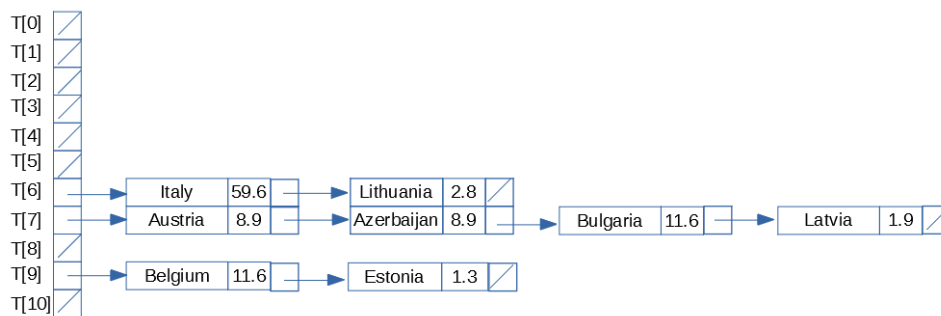 T[0]
T[1]
T[2]
T[3]
T[4]
T[5]
T[6] Italy 59.6 Lithuania 2.8
T[7] Austria 8.9 Azerbaijan 8.9 Bulgaria 11.6 Latvia 1.9
T[8]
T[9] Belgium 11.6 Estonia 1.3
T[10]